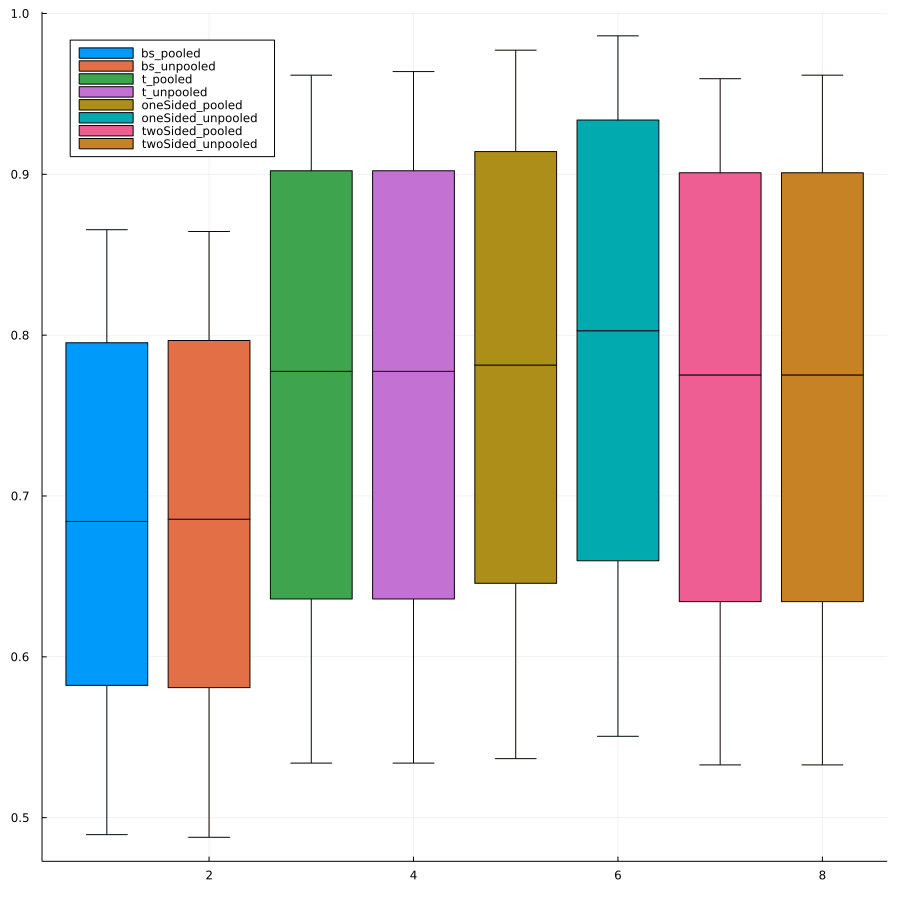 1.0
bs_pooled
bs_unpooled
t_pooled
t_unpooled
oneSided_pooled
oneSided_unpooled
twoSided_pooled
twoSided_unpooled
0.9
0.8
0.7
0.6
0.5
2 4 6 8